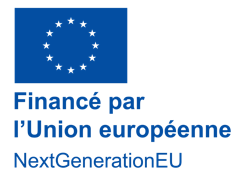 Financé par
l’Union européenne
NextGenerationEU